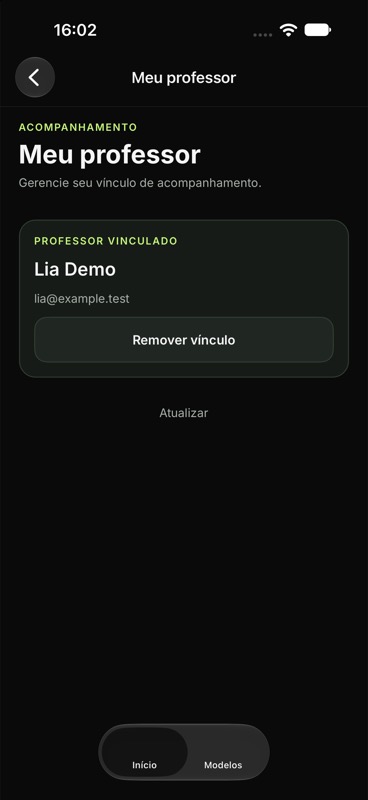 16:02
Meu professor
ACOMPANHAMENTO
Meu professor
Gerencie seu vínculo de acompanhamento.
PROFESSOR VINCULADO
Lia Demo
lia@example.test
Remover vínculo
Atualizar
Início
Modelos